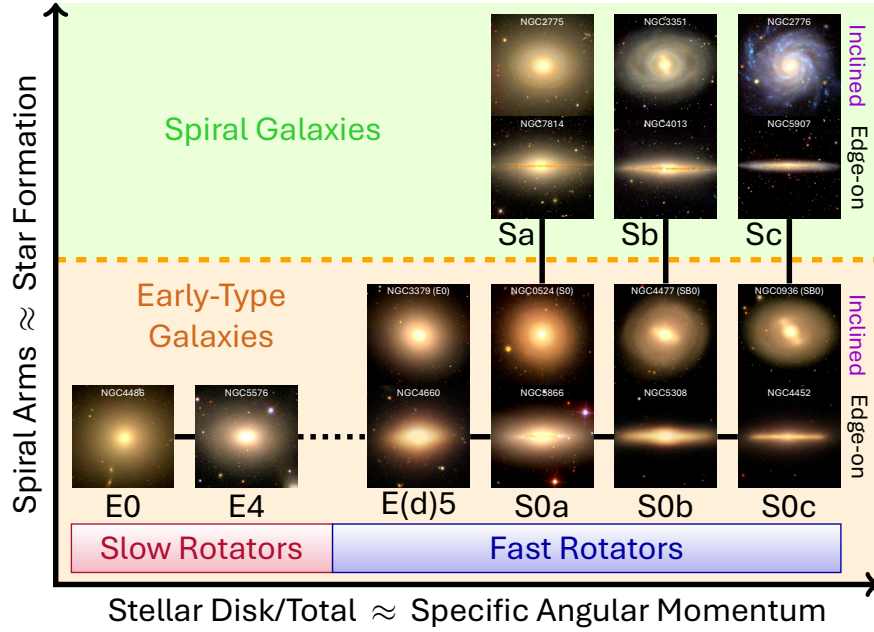 NGC2775 NGC3351 NGC2776
Inclined
Spiral Galaxies
NGC7814 NGC4013 NGC5907
Edge-on
Sa Sb Sc
Early-Type
Galaxies
NGC3379 (E0) NGC0524 (S0) NGC4477 (SB0) NGC0936 (SB0)
Inclined
NGC4486 NGC5576 NGC4660 NGC5866 NGC5308 NGC4452
Edge-on
E0 E4 E(d)5 S0a S0b S0c
Slow Rotators Fast Rotators
Spiral Arms ≈ Star Formation
Stellar Disk/Total ≈ Specific Angular Momentum